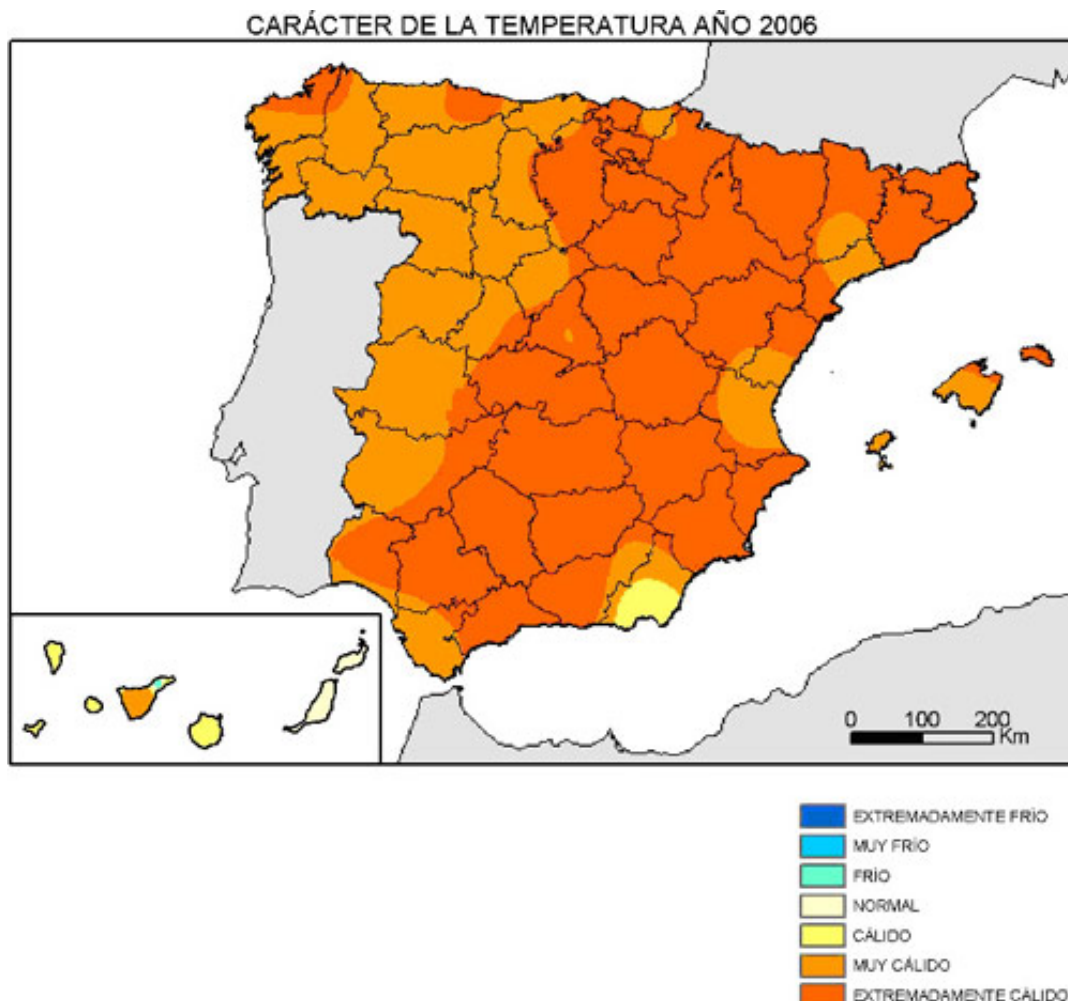 CARÁCTER DE LA TEMPERATURA AÑO 2006
0 100 200
Km
EXTREMADAMENTE FRÍO
MUY FRÍO
FRÍO
NORMAL
CÁLIDO
MUY CÁLIDO
EXTREMADAMENTE CÁLIDO